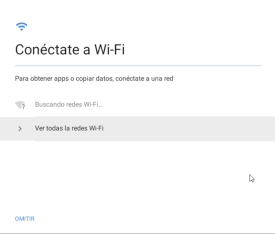 Conéctate a Wi-Fi
Para obtener apps o copiar datos, conéctate a una red
Buscando redes Wi-Fi...
Ver todas la redes Wi-Fi
OMITIR